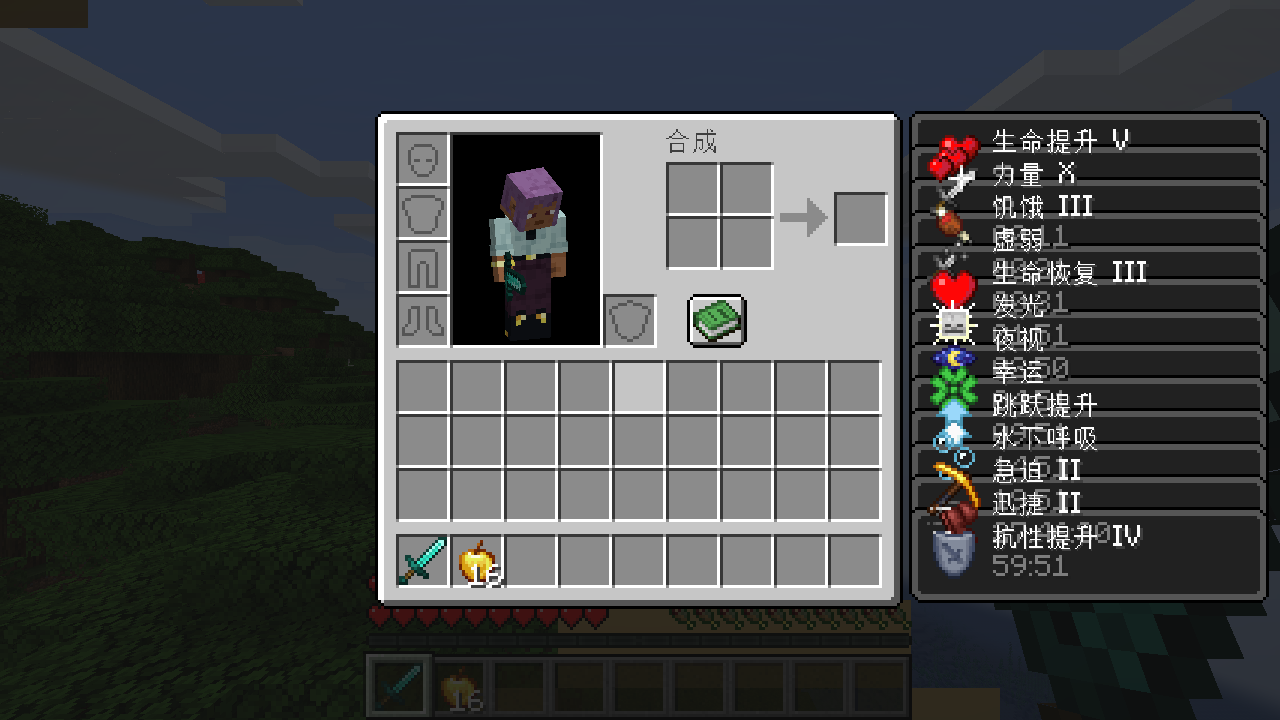 合成
生命提升 V
力量 X
饥饿 III
虚弱
生命恢复 III
发光
夜视
幸运
跳跃提升
水下呼吸
急迫 II
迅捷 II
抗性提升 IV
59:51
16
16